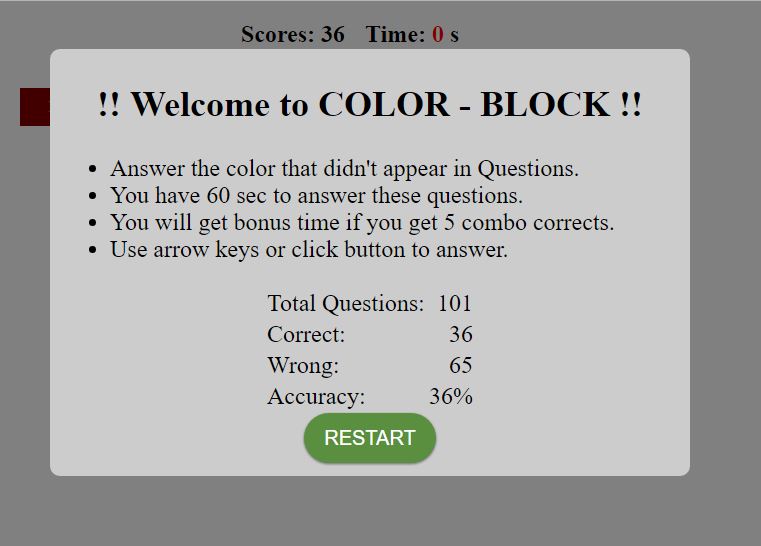 Scores: 36 Time: 0 s
!! Welcome to COLOR - BLOCK !!
Answer the color that didn't appear in Questions.
You have 60 sec to answer these questions.
You will get bonus time if you get 5 combo corrects.
Use arrow keys or click button to answer.
Total Questions: 101
Correct: 36
Wrong: 65
Accuracy: 36%
RESTART